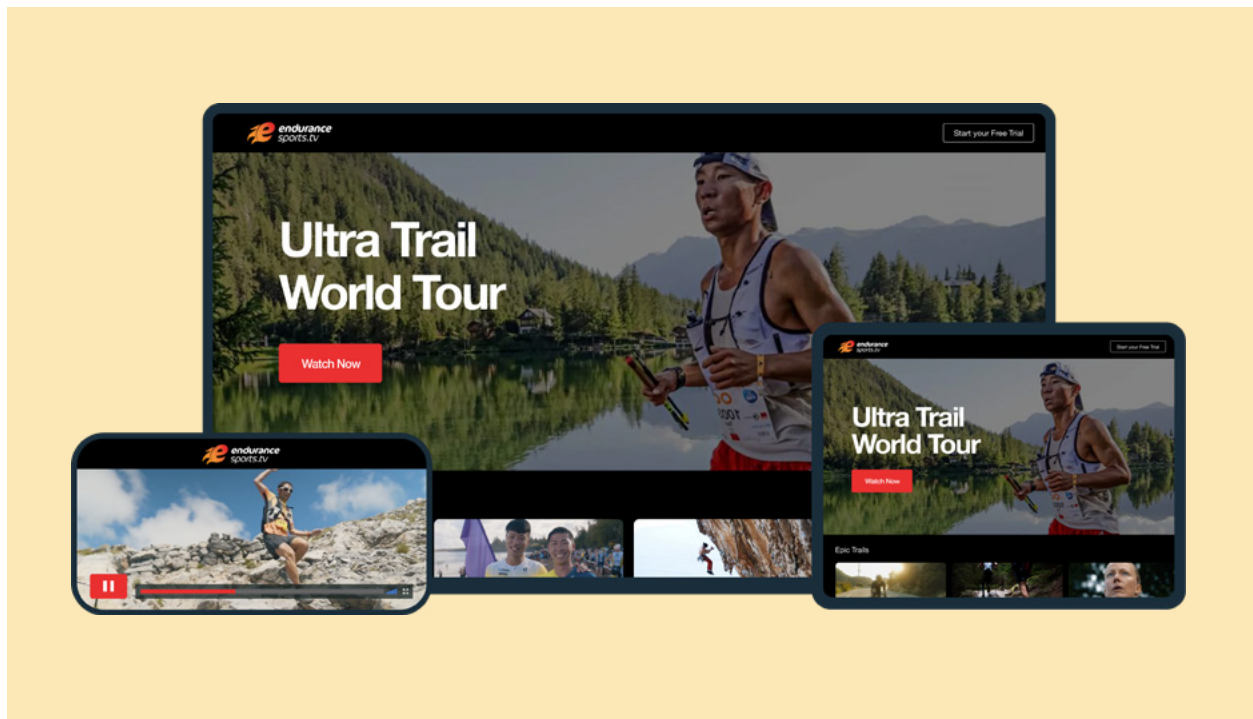 endurance
sports.tv
Start your Free Trial
Ultra Trail
World Tour
Watch Now
endurance
sports.tv
Start your Free Trial
Ultra Trail
World Tour
Watch Now
Epic Trails
endurance
sports.tv